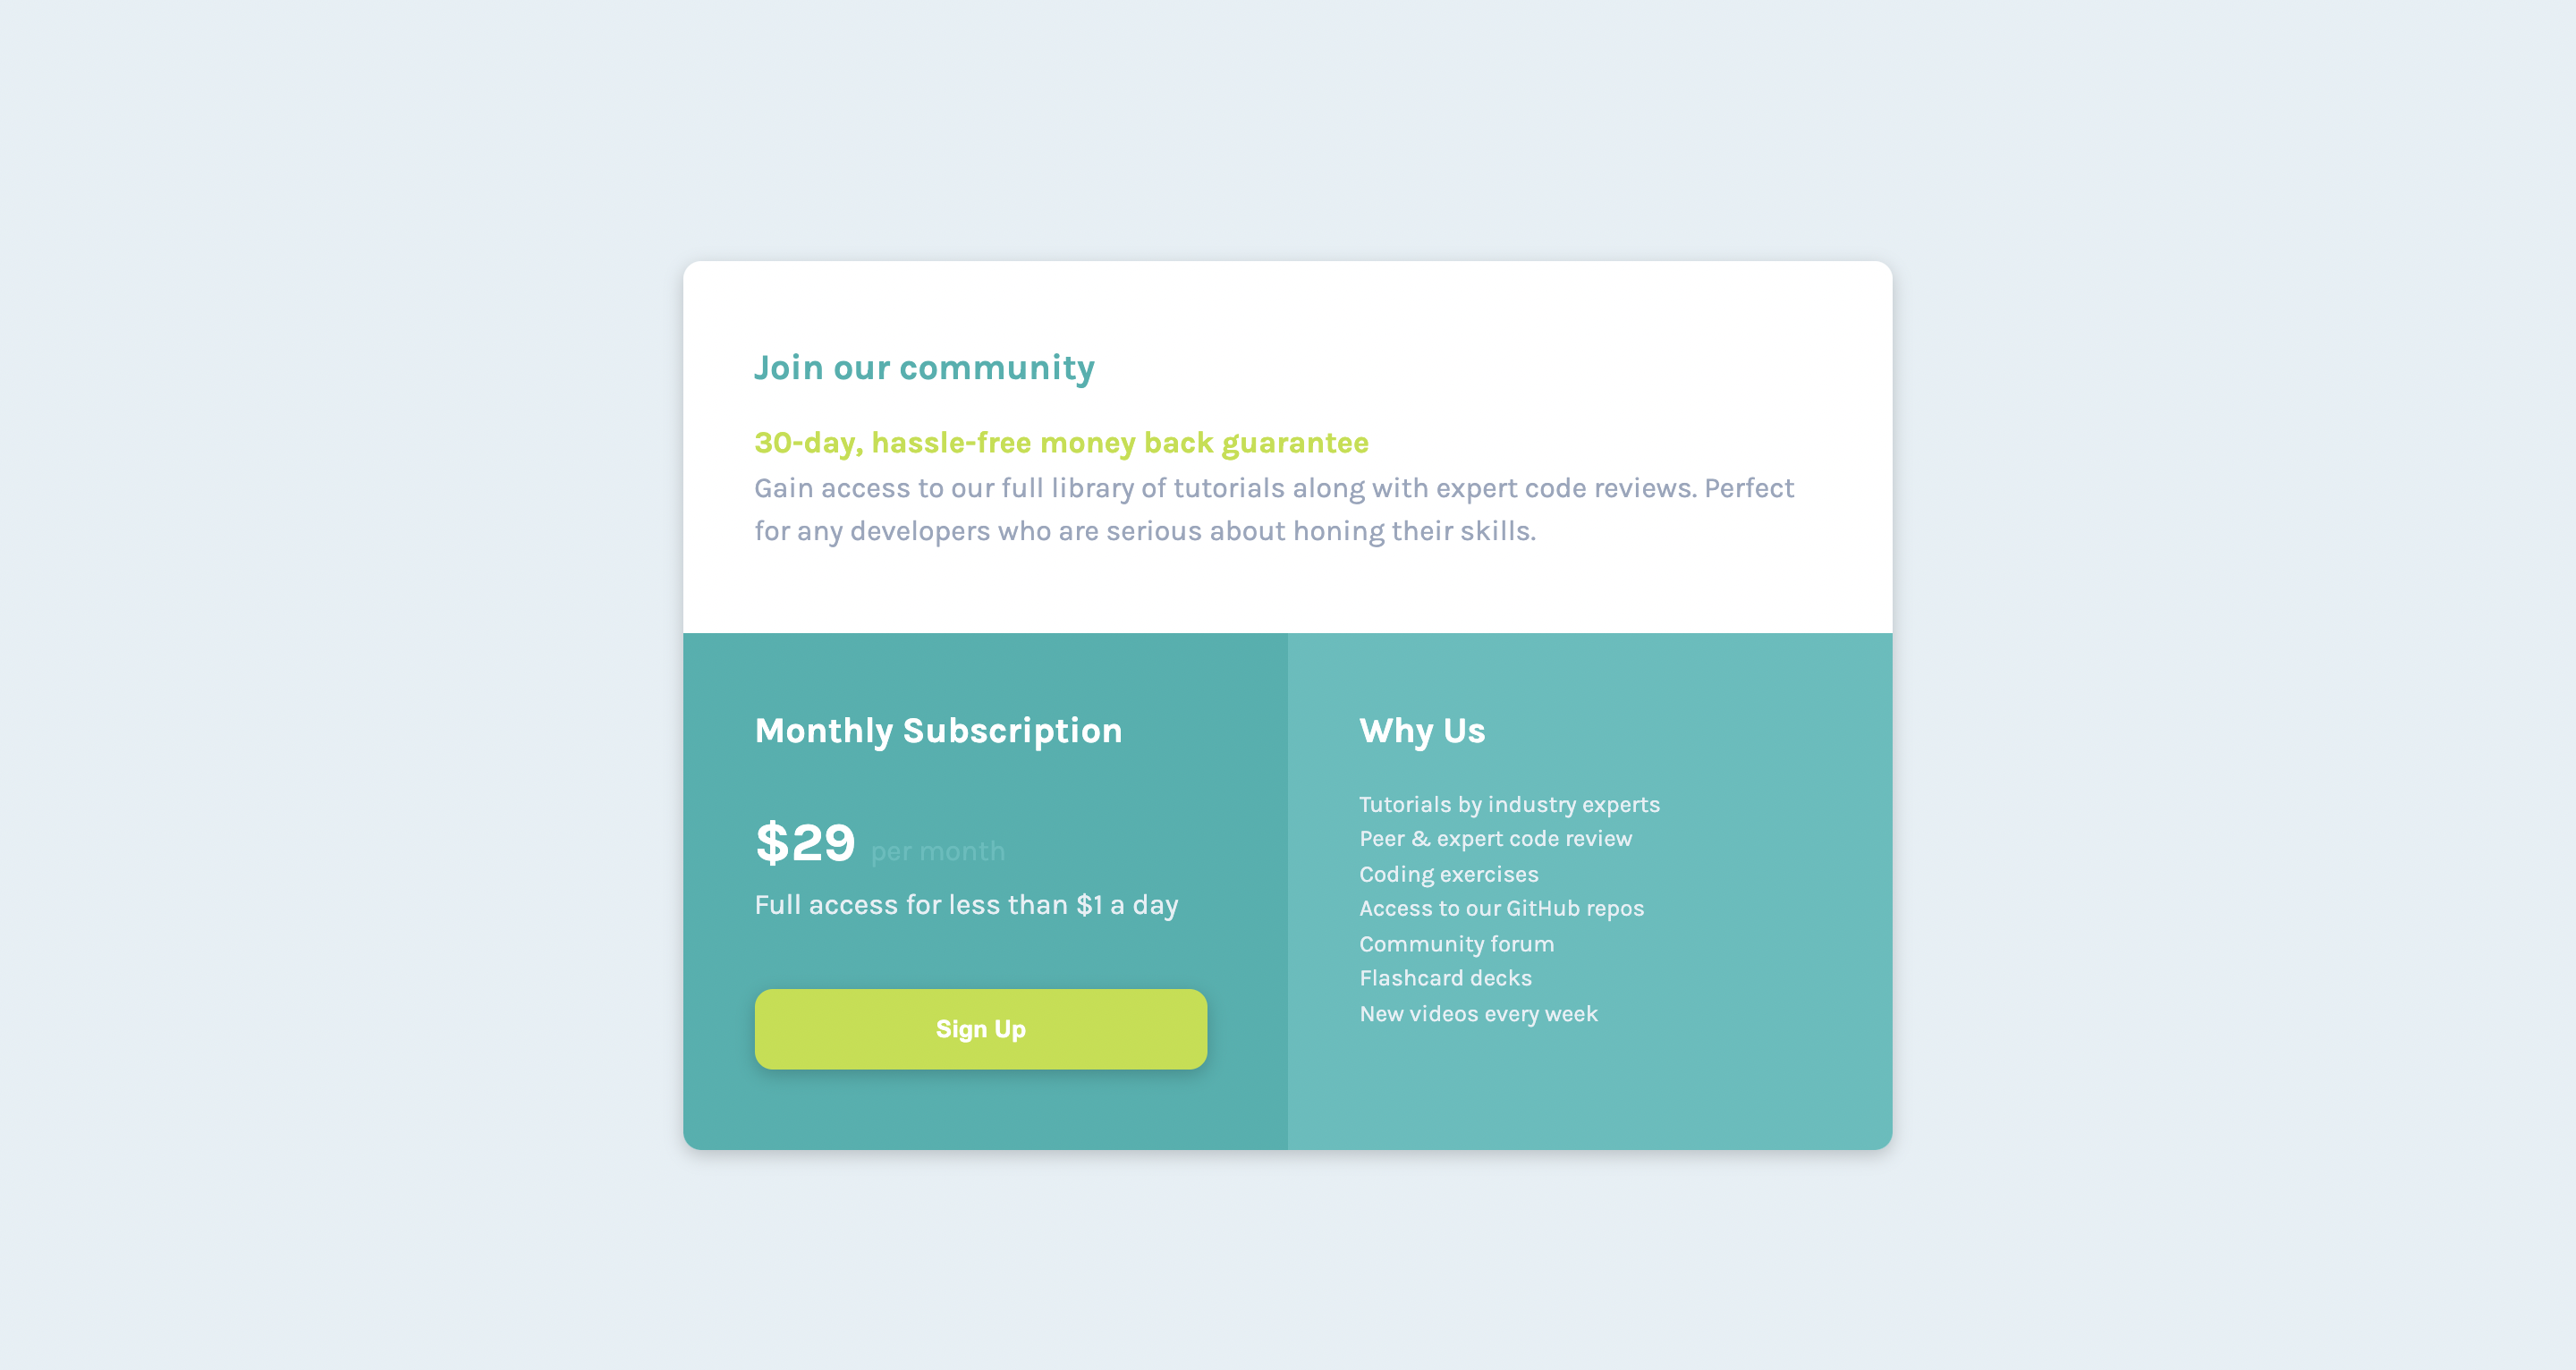 Join our community
30-day, hassle-free money back guarantee
Gain access to our full library of tutorials along with expert code reviews. Perfect
for any developers who are serious about honing their skills.
Monthly Subscription
$29 per month
Full access for less than $1 a day
Sign Up
Why Us
Tutorials by industry experts
Peer & expert code review
Coding exercises
Access to our GitHub repos
Community forum
Flashcard decks
New videos every week